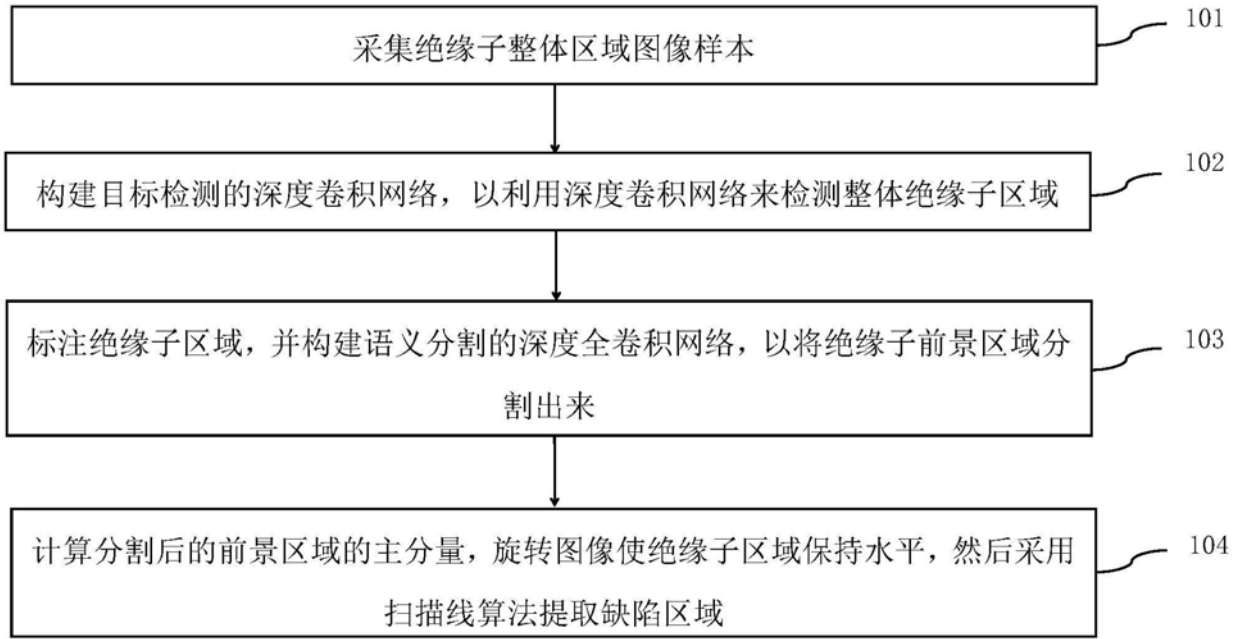 采集绝缘子整体区域图像样本
101
构建目标检测的深度卷积网络，以利用深度卷积网络来检测整体绝缘子区域
102
标注绝缘子区域，并构建语义分割的深度全卷积网络，以将绝缘子前景区域分
割出来
103
计算分割后的前景区域的主分量，旋转图像使绝缘子区域保持水平，然后采用
扫描线算法提取缺陷区域
104